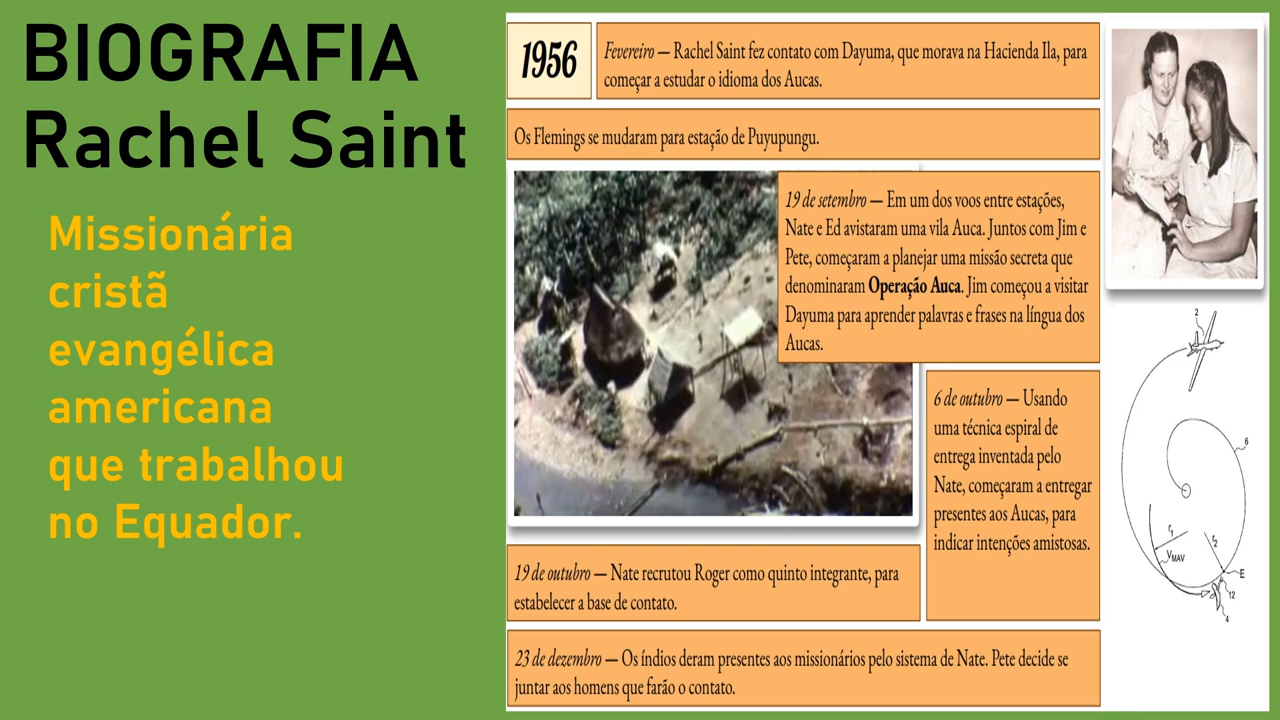 BIOGRAFIA
Rachel Saint
Missionária
cristã
evangélica
americana
que trabalhou
no Equador.
1956
Fevereiro — Rachel Saint fez contato com Dayuma, que morava na Hacienda Ila, para
começar a estudar o idioma dos Aucas.
Os Flemings se mudaram para estação de Puyupungu.
19 de setembro — Em um dos voos entre estações,
Nate e Ed avistaram uma vila Auca. Juntos com Jim e
Pete, começaram a planejar uma missão secreta que
denominaram Operação Auca. Jim começou a visitar
Dayuma para aprender palavras e frases na língua dos
Aucas.
6 de outubro — Usando
uma técnica espiral de
entrega inventada pelo
Nate, começaram a entregar
presentes aos Aucas, para
indicar intenções amistosas.
19 de outubro — Nate recrutou Roger como quinto integrante, para
estabelecer a base de contato.
23 de dezembro — Os índios deram presentes aos missionários pelo sistema de Nate. Pete decide se
juntar aos homens que farão o contato.
2
6
r1
r2
VMAV
E
12
4